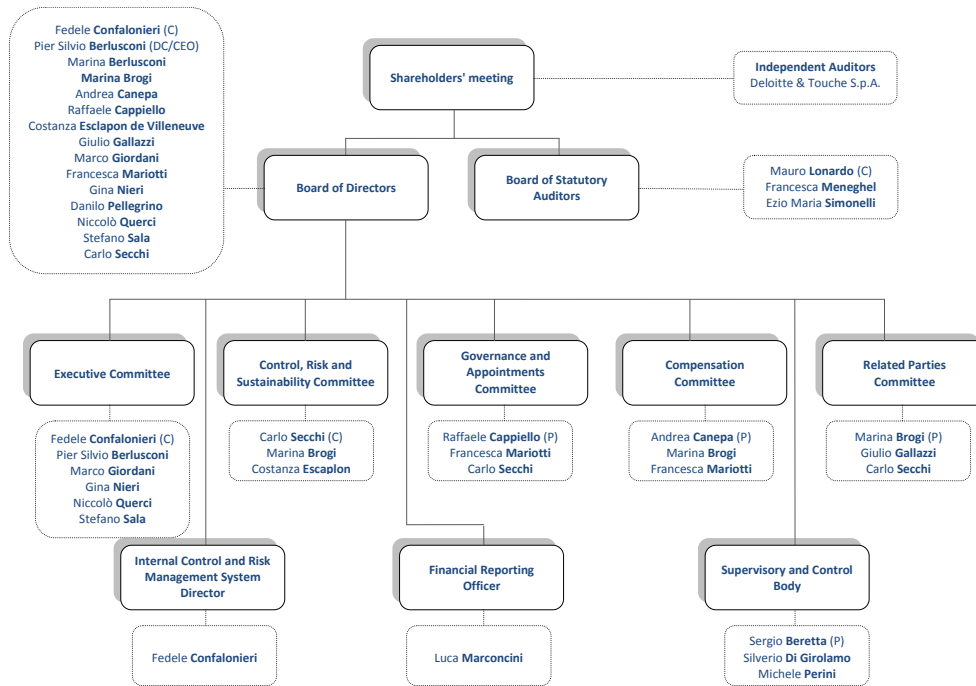 Fedele Confalonieri (C)
Pier Silvio Berlusconi (DC/CEO)
Marina Berlusconi
Marina Brogi
Andrea Canepa
Raffaele Cappiello
Costanza Esclapon de Villeneuve
Giulio Gallazzi
Marco Giordani
Francesca Mariotti
Gina Nieri
Danilo Pellegrino
Niccolò Querci
Stefano Sala
Carlo Secchi
Shareholders' meeting
Independent Auditors
Deloitte & Touche S.p.A.
Board of Directors
Board of Statutory
Auditors
Mauro Lonardo (C)
Francesca Meneghel
Ezio Maria Simonelli
Executive Committee
Control, Risk and
Sustainability Committee
Governance and
Appointments
Committee
Compensation
Committee
Related Parties
Committee
Fedele Confalonieri (C)
Pier Silvio Berlusconi
Marco Giordani
Gina Nieri
Niccolò Querci
Stefano Sala
Carlo Secchi (C)
Marina Brogi
Costanza Escaplon
Raffaele Cappiello (P)
Francesca Mariotti
Carlo Secchi
Andrea Canepa (P)
Marina Brogi
Francesca Mariotti
Marina Brogi (P)
Giulio Gallazzi
Carlo Secchi
Internal Control and Risk
Management System
Director
Financial Reporting
Officer
Supervisory and Control
Body
Fedele Confalonieri
Luca Marconcini
Sergio Beretta (P)
Silverio Di Girolamo
Michele Perini